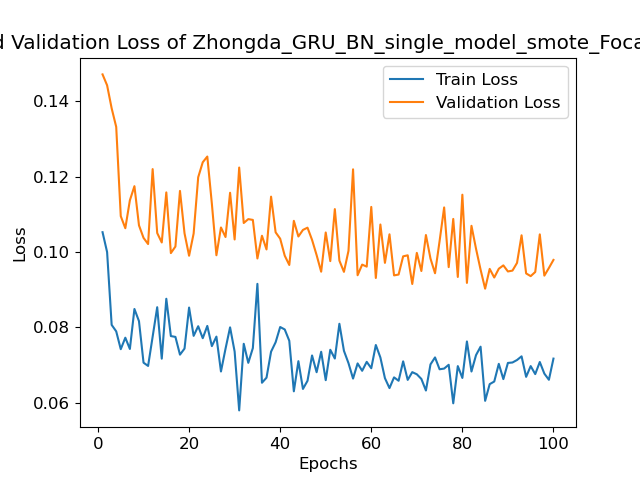 d Validation Loss of Zhongda_GRU_BN_single_model_smote_Foca
Train Loss
Validation Loss
0.14
0.12
0.10
0.08
0.06
Loss
0
20
40
60
80
100
Epochs